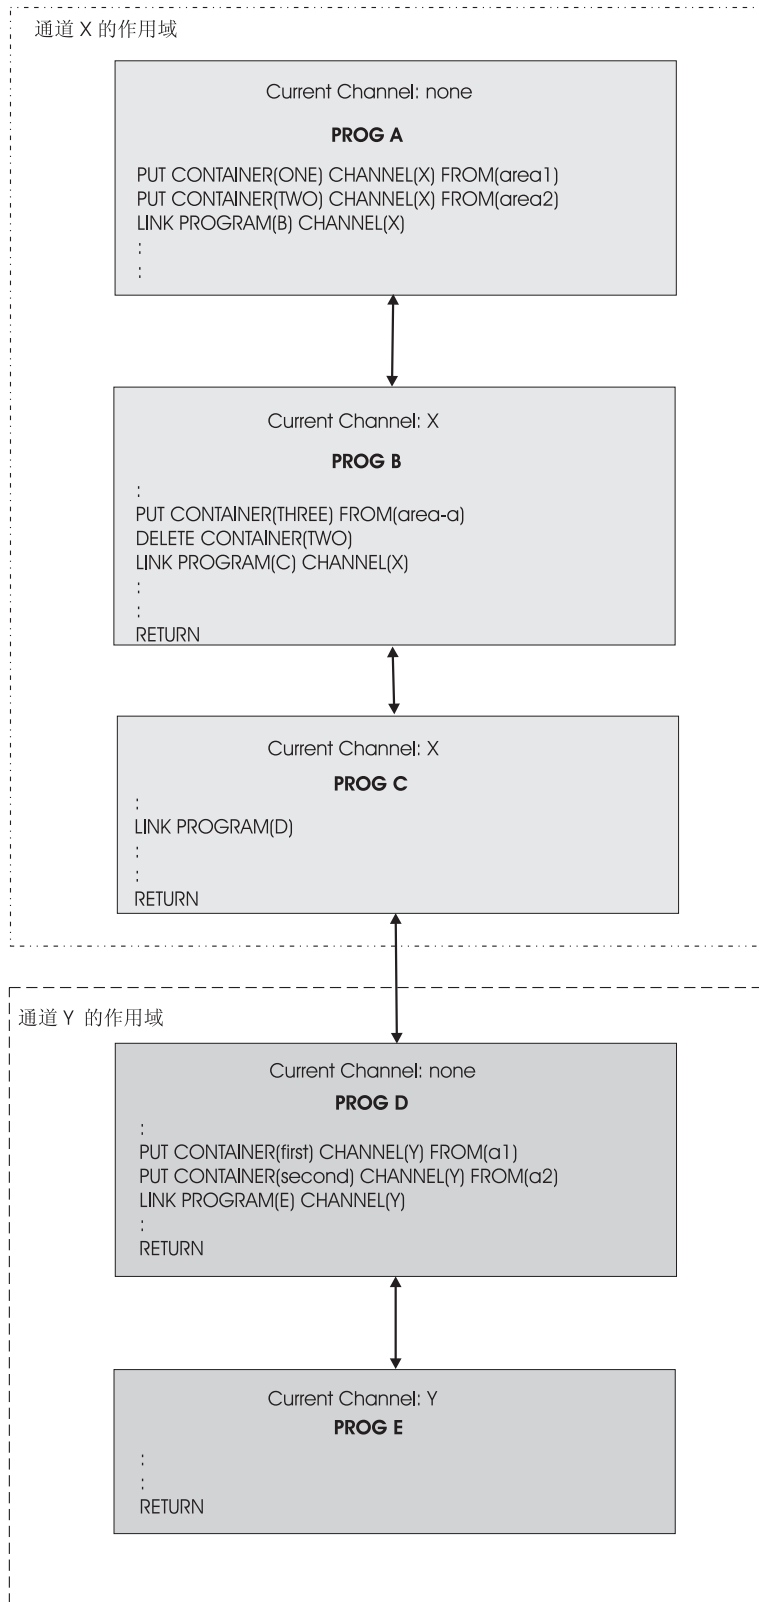 通道 X 的作用域
Current Channel: none
PROG A
PUT CONTAINER(ONE) CHANNEL(X) FROM(area1)
PUT CONTAINER(TWO) CHANNEL(X) FROM(area2)
LINK PROGRAM(B) CHANNEL(X)
:
:
Current Channel: X
PROG B
:
PUT CONTAINER(THREE) FROM(area-a)
DELETE CONTAINER(TWO)
LINK PROGRAM(C) CHANNEL(X)
:
:
RETURN
Current Channel: X
PROG C
:
LINK PROGRAM(D)
:
:
RETURN
通道 Y 的作用域
Current Channel: none
PROG D
:
PUT CONTAINER(first) CHANNEL(Y) FROM(a1)
PUT CONTAINER(second) CHANNEL(Y) FROM(a2)
LINK PROGRAM(E) CHANNEL(Y)
:
RETURN
Current Channel: Y
PROG E
:
:
RETURN